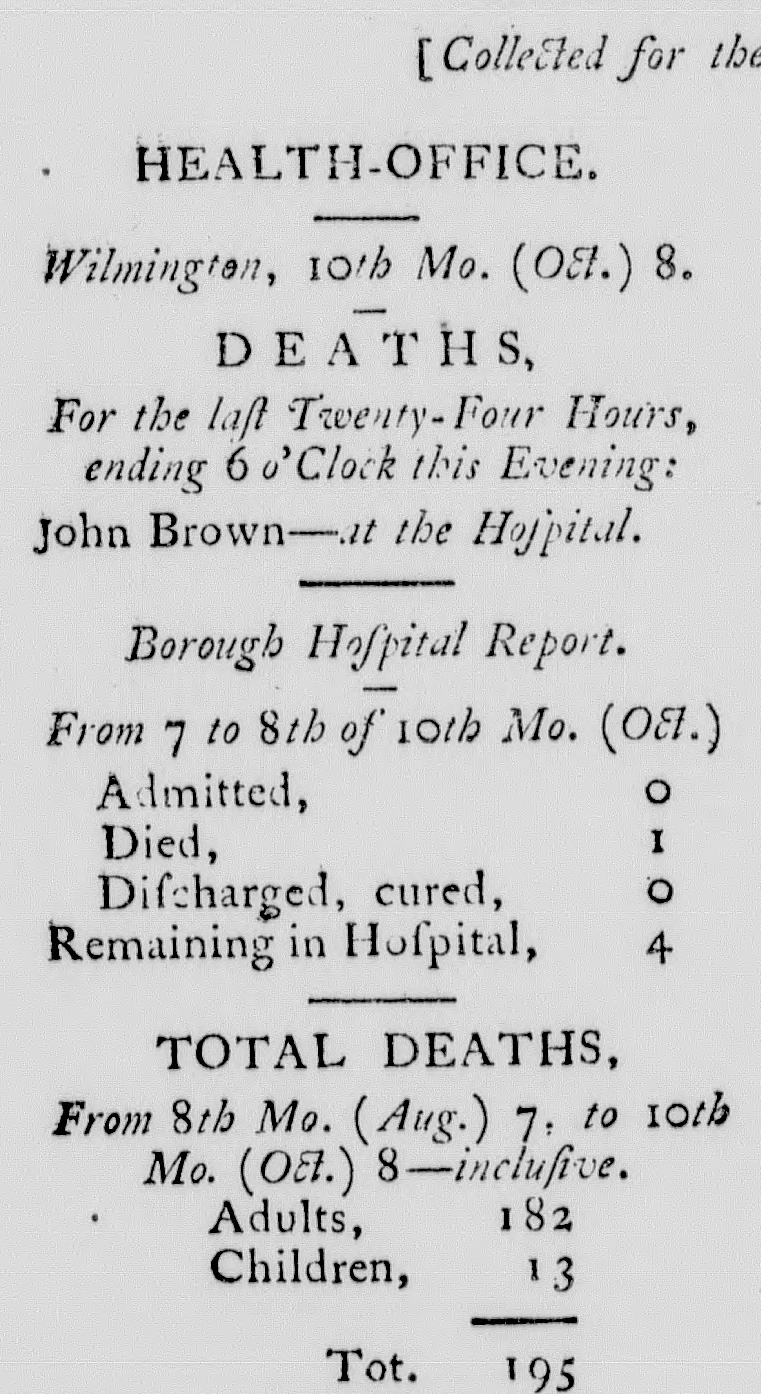 [Collected for the
HEALTH-OFFICE.
Wilmington, 10th Mo. (Oct.) 8.
DEATHS,
For the laſt Twenty-Four Hours,
ending 6 o'Clock this Evening:
John Brown—at the Hoſpital.
Borough Hoſpital Report.
From 7 to 8th of 10th Mo. (Oct.)
Admitted, 0
Died, 1
Diſcharged, cured, 0
Remaining in Hoſpital, 4
TOTAL DEATHS,
From 8th Mo. (Aug.) 7, to 10th
Mo. (Oct.) 8—incluſive.
Adults, 182
Children, 13
Tot. 195